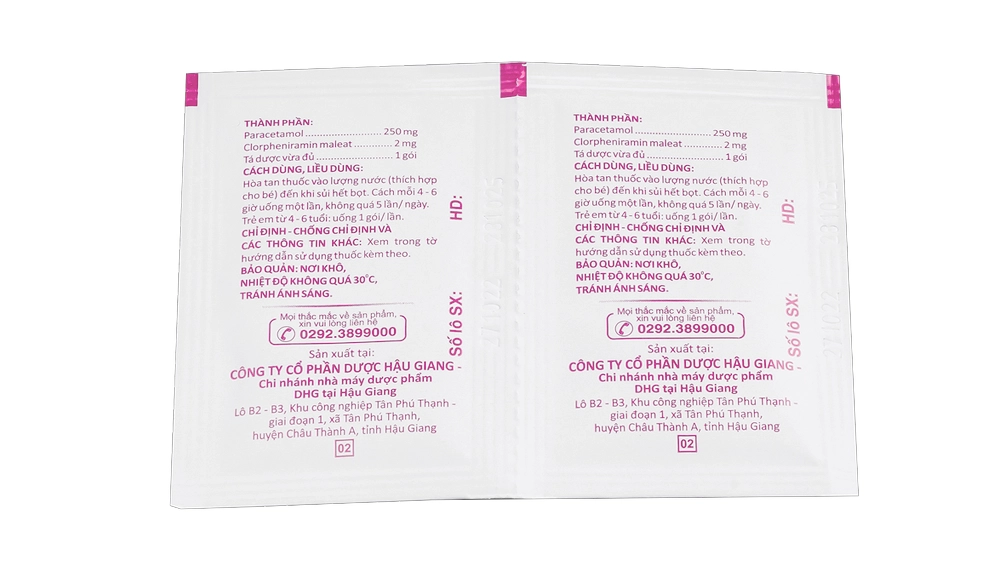 THÀNH PHẦN:
Paracetamol .......................... 250 mg
Clorpheniramin maleat ............. 2 mg
Tá dược vừa đủ .......................... 1 gói
CÁCH DÙNG, LIỀU DÙNG:
Hòa tan thuốc vào lượng nước (thích hợp
cho bé) đến khi sủi hết bọt. Cách mỗi 4 - 6
giờ uống một lần, không quá 5 lần/ ngày.
Trẻ em từ 4 - 6 tuổi: uống 1 gói/ lần.
CHỈ ĐỊNH - CHỐNG CHỈ ĐỊNH VÀ
CÁC THÔNG TIN KHÁC: Xem trong tờ
hướng dẫn sử dụng thuốc kèm theo.
BẢO QUẢN: NƠI KHÔ,
NHIỆT ĐỘ KHÔNG QUÁ 30°C,
TRÁNH ÁNH SÁNG.
Mọi thắc mắc về sản phẩm,
xin vui lòng liên hệ
0292.3899000
Sản xuất tại:
CÔNG TY CỔ PHẦN DƯỢC HẬU GIANG -
Chi nhánh nhà máy dược phẩm
DHG tại Hậu Giang
Lô B2 - B3, Khu công nghiệp Tân Phú Thạnh -
giai đoạn 1, xã Tân Phú Thạnh,
huyện Châu Thành A, tỉnh Hậu Giang
02
Số lô SX:
HD:
THÀNH PHẦN:
Paracetamol .......................... 250 mg
Clorpheniramin maleat ............. 2 mg
Tá dược vừa đủ .......................... 1 gói
CÁCH DÙNG, LIỀU DÙNG:
Hòa tan thuốc vào lượng nước (thích hợp
cho bé) đến khi sủi hết bọt. Cách mỗi 4 - 6
giờ uống một lần, không quá 5 lần/ ngày.
Trẻ em từ 4 - 6 tuổi: uống 1 gói/ lần.
CHỈ ĐỊNH - CHỐNG CHỈ ĐỊNH VÀ
CÁC THÔNG TIN KHÁC: Xem trong tờ
hướng dẫn sử dụng thuốc kèm theo.
BẢO QUẢN: NƠI KHÔ,
NHIỆT ĐỘ KHÔNG QUÁ 30°C,
TRÁNH ÁNH SÁNG.
Mọi thắc mắc về sản phẩm,
xin vui lòng liên hệ
0292.3899000
Sản xuất tại:
CÔNG TY CỔ PHẦN DƯỢC HẬU GIANG -
Chi nhánh nhà máy dược phẩm
DHG tại Hậu Giang
Lô B2 - B3, Khu công nghiệp Tân Phú Thạnh -
giai đoạn 1, xã Tân Phú Thạnh,
huyện Châu Thành A, tỉnh Hậu Giang
02
Số lô SX:
HD: